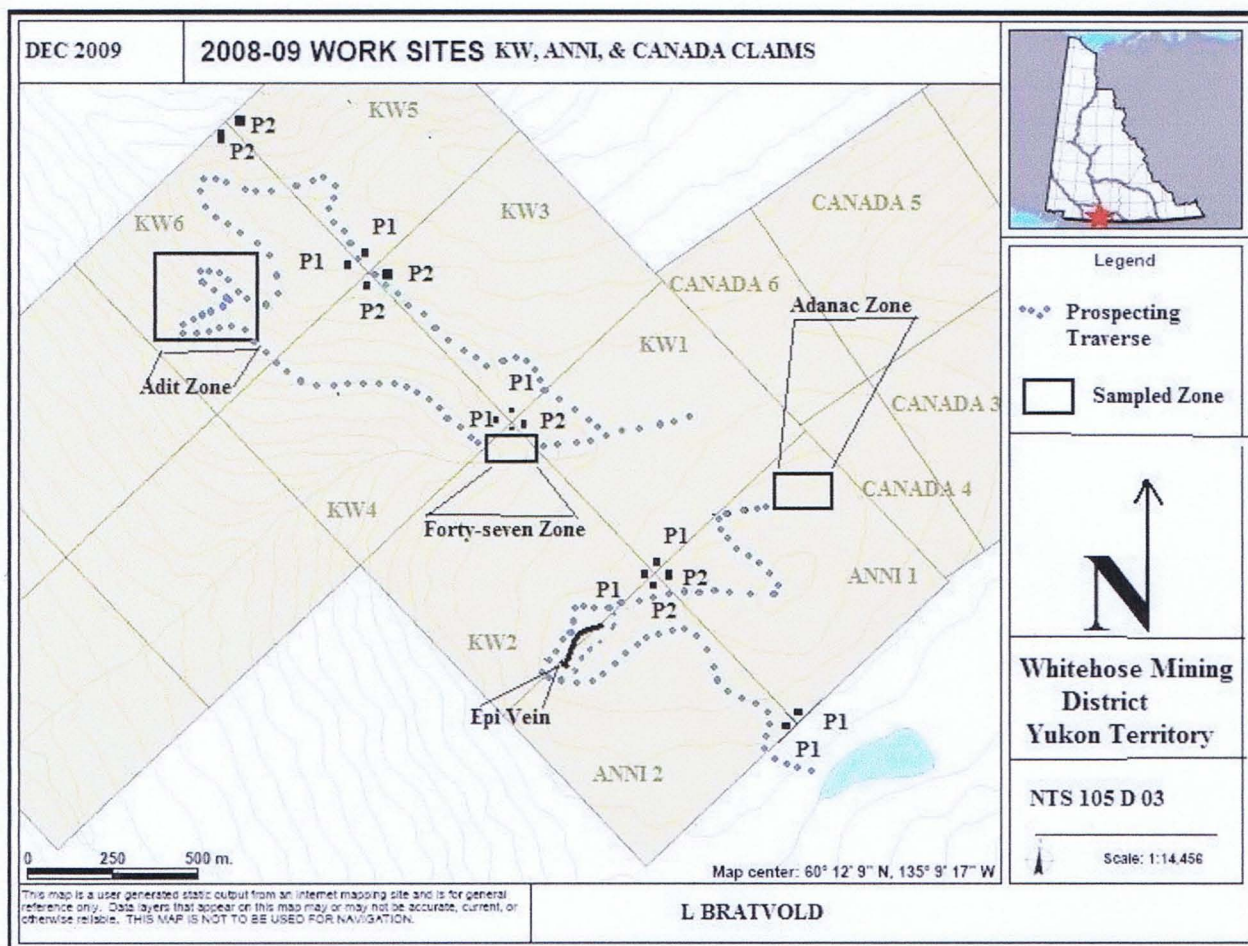 DEC 2009
2008-09 WORK SITES KW, ANNI, & CANADA CLAIMS
KW5
P2
P2
KW6
KW3
CANADA 5
P1
P1
P2
P2
CANADA 6
Adanac Zone
KW1
Adit Zone
P1
P1
P2
CANADA 3
KW4
Forty-seven Zone
CANADA 4
P1
P1
P2
P2
ANNI 1
KW2
Epi Vein
P1
P1
ANNI 2
0 250 500 m.
Map center: 60° 12' 9" N, 135° 9' 17" W
Legend
Prospecting
Traverse
Sampled Zone
N
Whitehose Mining
District
Yukon Territory
NTS 105 D 03
Scale: 1:14,456
This map is a user generated static output from an Internet mapping site and is for general
reference only. Data layers that appear on this map may or may not be accurate, current, or
otherwise reliable. THIS MAP IS NOT TO BE USED FOR NAVIGATION.
L BRATVOLD